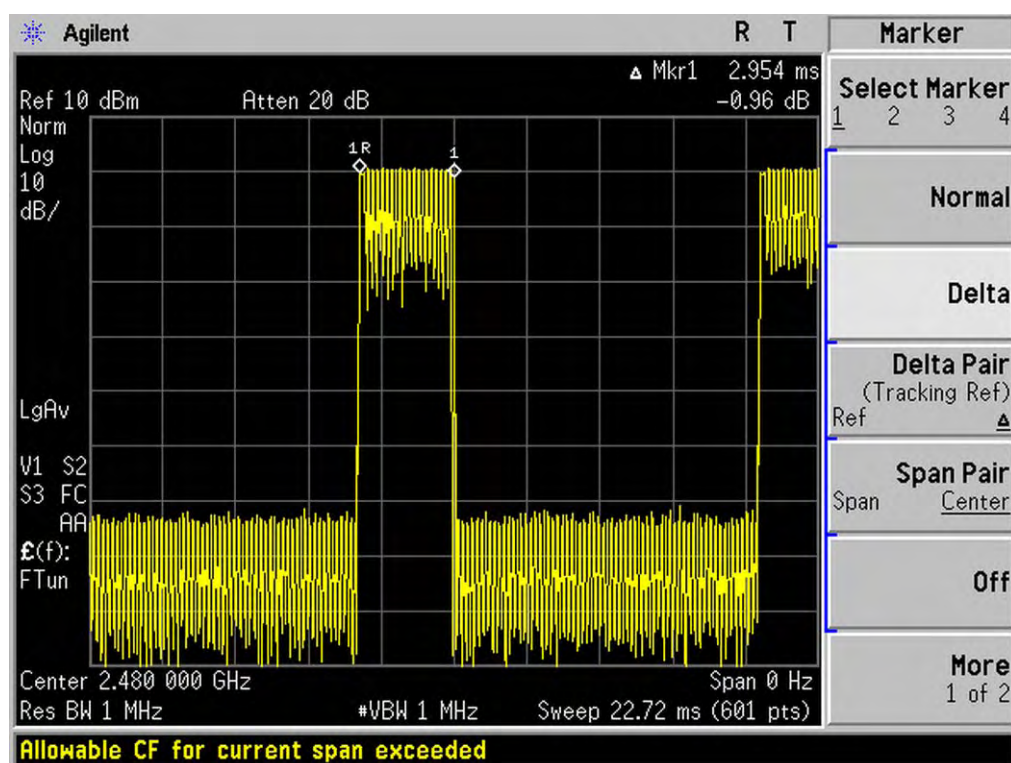 Agilent
R T
Marker
Δ Mkr1 2.954 ms
Ref 10 dBm
Atten 20 dB
-0.96 dB
Norm
Log
10
dB/
1R
1
LgAv
V1 S2
S3 FC
AA
£(f):
FTun
Center 2.480 000 GHz
Span 0 Hz
Res BW 1 MHz
#VBW 1 MHz
Sweep 22.72 ms (601 pts)
Allowable CF for current span exceeded
Select Marker
1 2 3 4
Normal
Delta
Delta Pair
(Tracking Ref)
Ref Δ
Span Pair
Span Center
Off
More
1 of 2